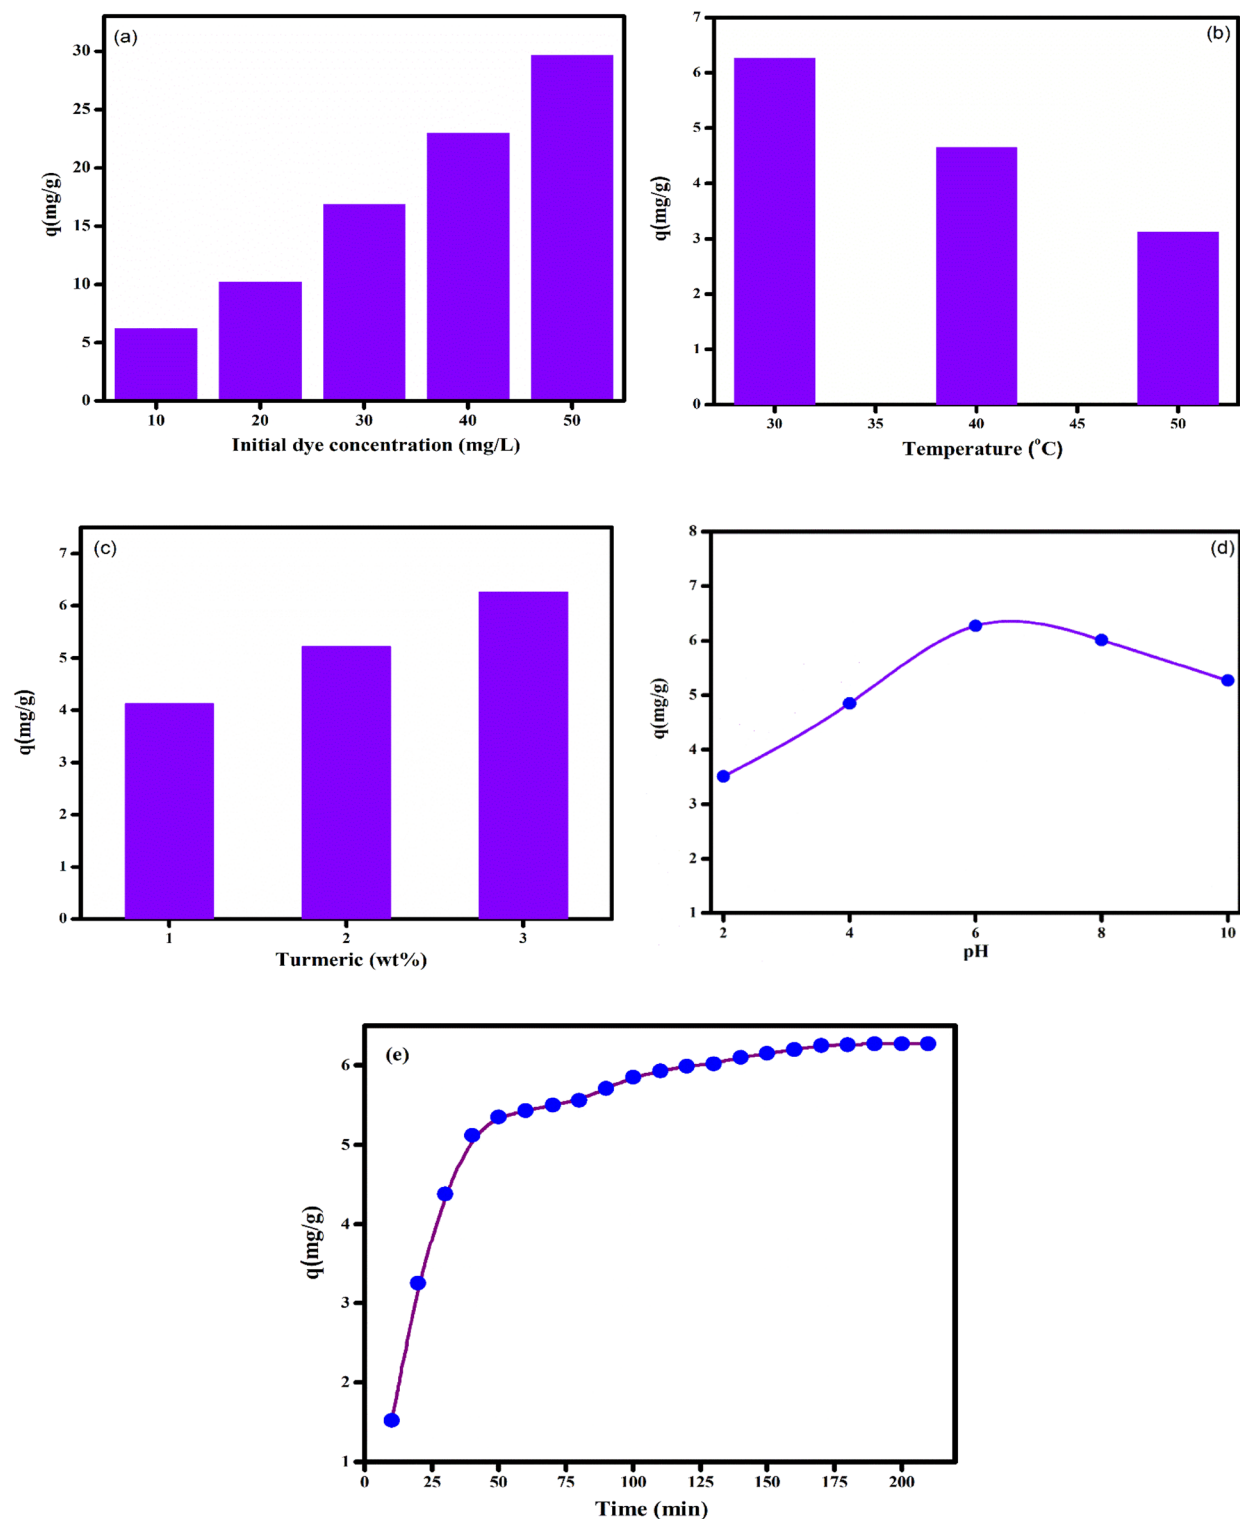 (a)
30
25
20
15
10
5
0
q(mg/g)
10 20 30 40 50
Initial dye concentration (mg/L)
(b)
7
6
5
4
3
2
1
0
q(mg/g)
30 35 40 45 50
Temperature (°C)
(c)
7
6
5
4
3
2
1
0
q(mg/g)
1 2 3
Turmeric (wt%)
(d)
8
7
6
5
4
3
2
1
q(mg/g)
2 4 6 8 10
pH
(e)
6
5
4
3
2
1
q(mg/g)
0 25 50 75 100 125 150 175 200
Time (min)